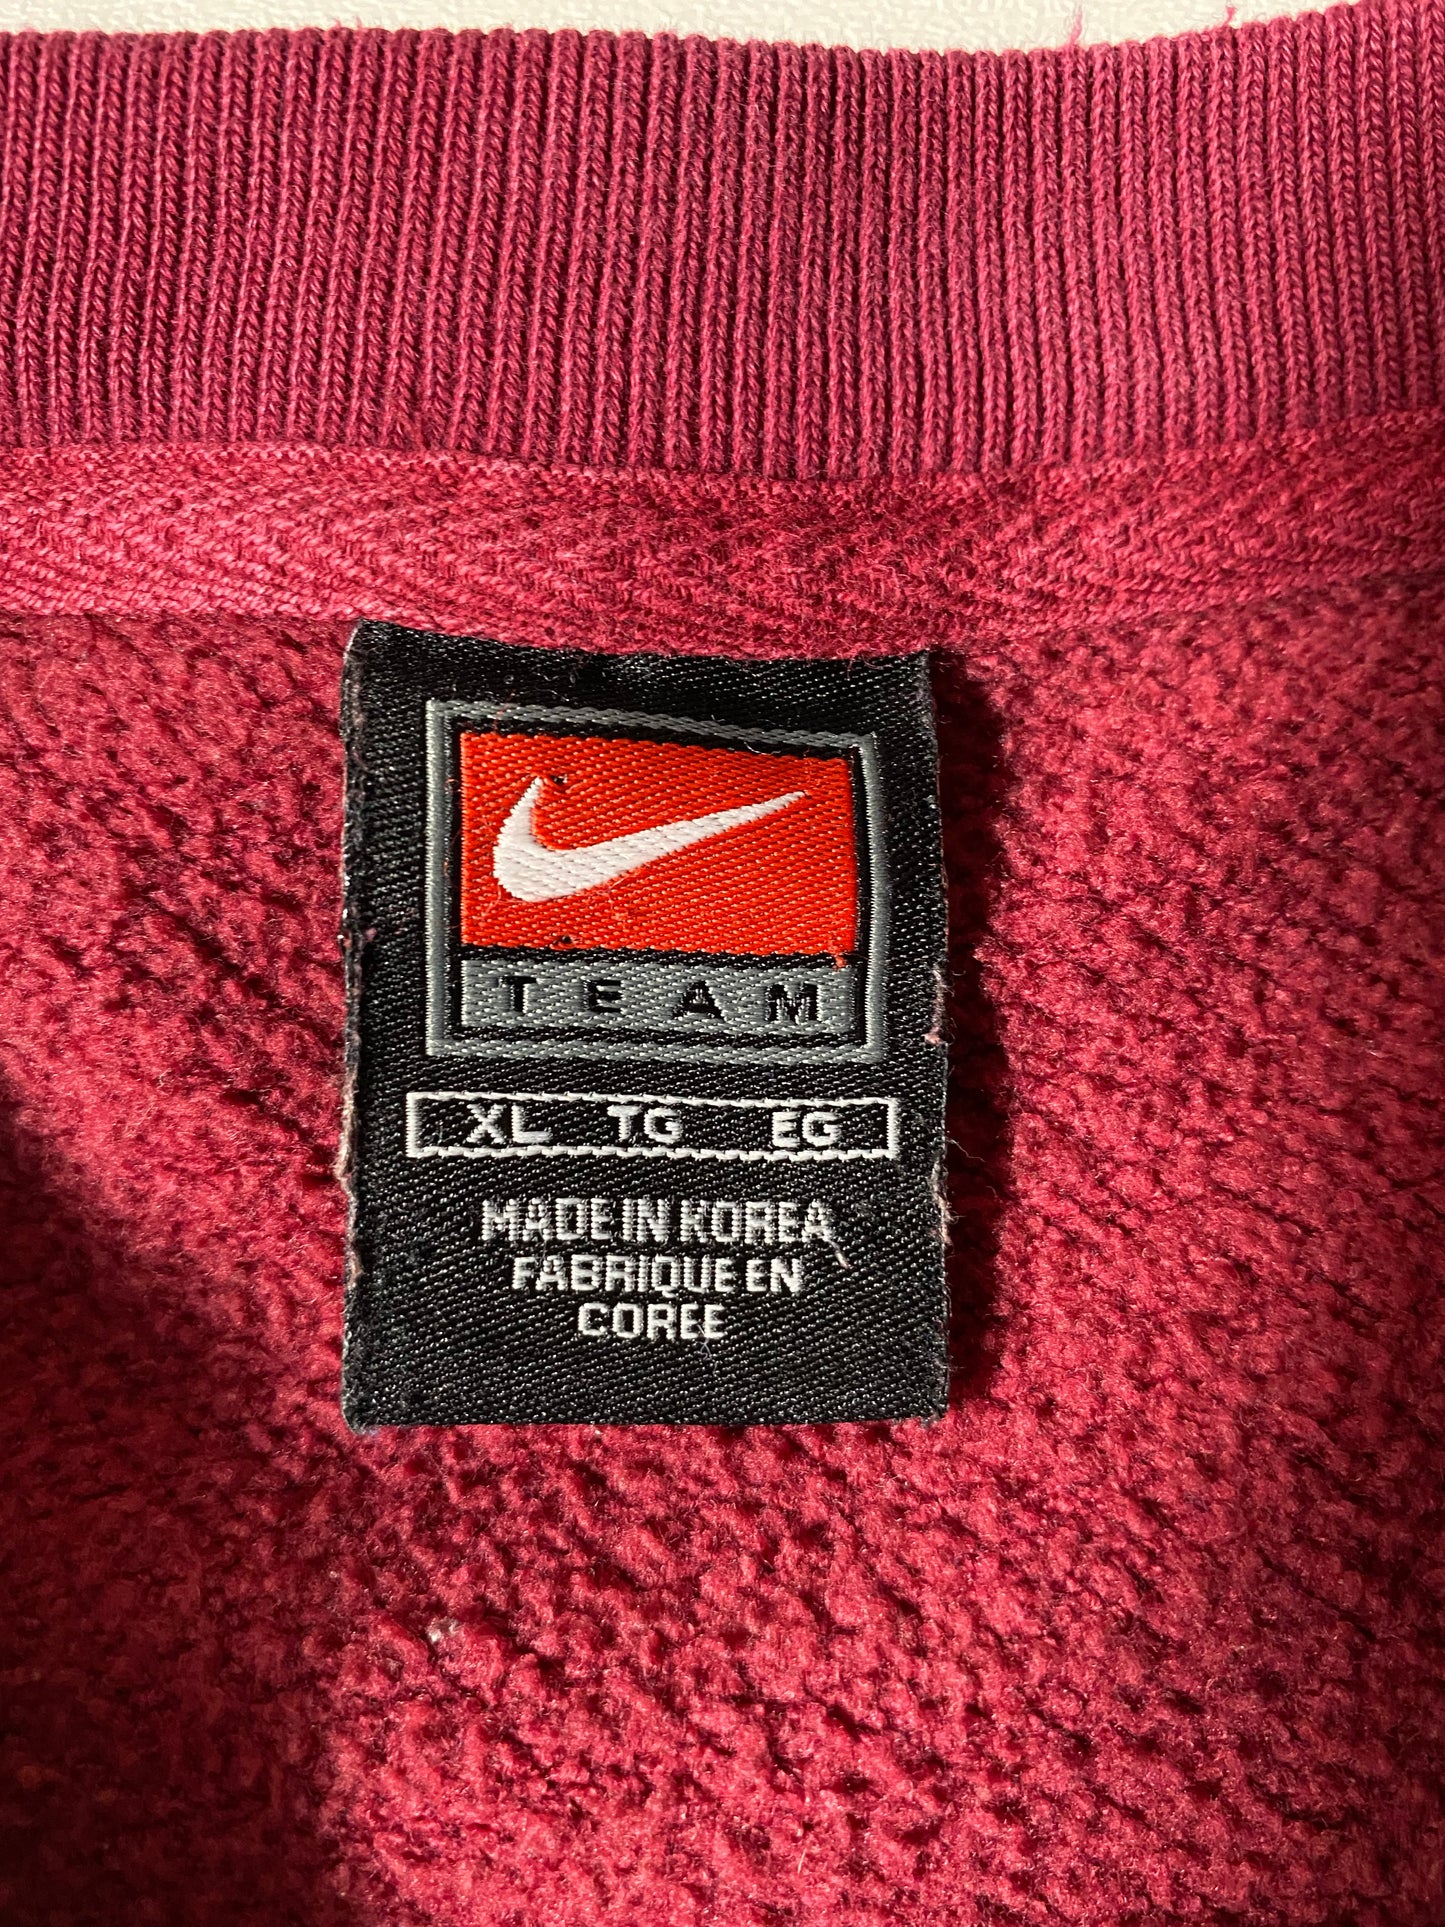 TEAM
XL TG EG
MADE IN KOREA
FABRIQUE EN
COREE